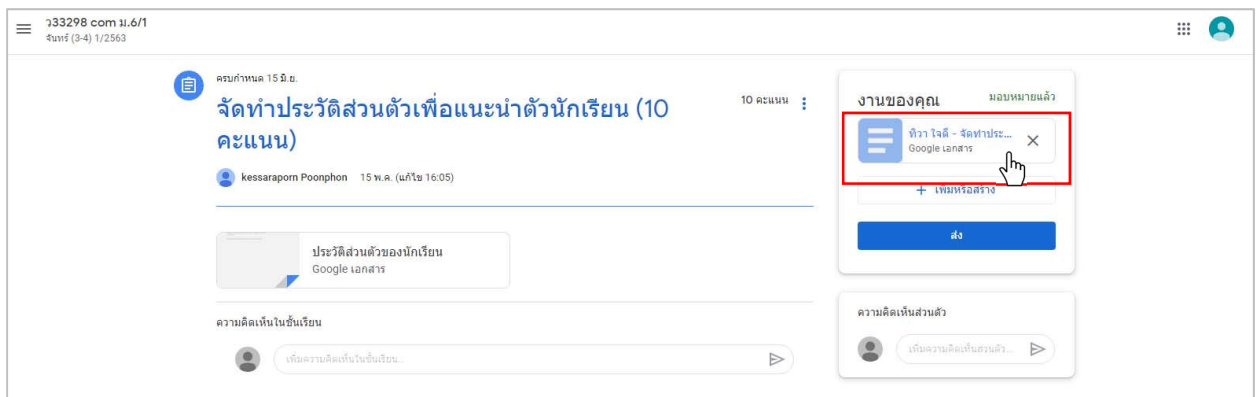 ว33298 com ม.6/1
จันทร์ (3-4) 1/2563
ครบกำหนด 15 มิ.ย.
จัดทำประวัติส่วนตัวเพื่อแนะนำตัวนักเรียน (10
คะแนน)
10 คะแนน
kessaraporn Poonphon 15 พ.ค. (แก้ไข 16:05)
ประวัติส่วนตัวของนักเรียน
Google เอกสาร
ความคิดเห็นในชั้นเรียน
เพิ่มความคิดเห็นในชั้นเรียน...
งานของคุณ
มอบหมายแล้ว
ทิวา ใจดี - จัดทำประ...
Google เอกสาร
+ เพิ่มหรือสร้าง
ส่ง
ความคิดเห็นส่วนตัว
เพิ่มความคิดเห็นส่วนตัว...